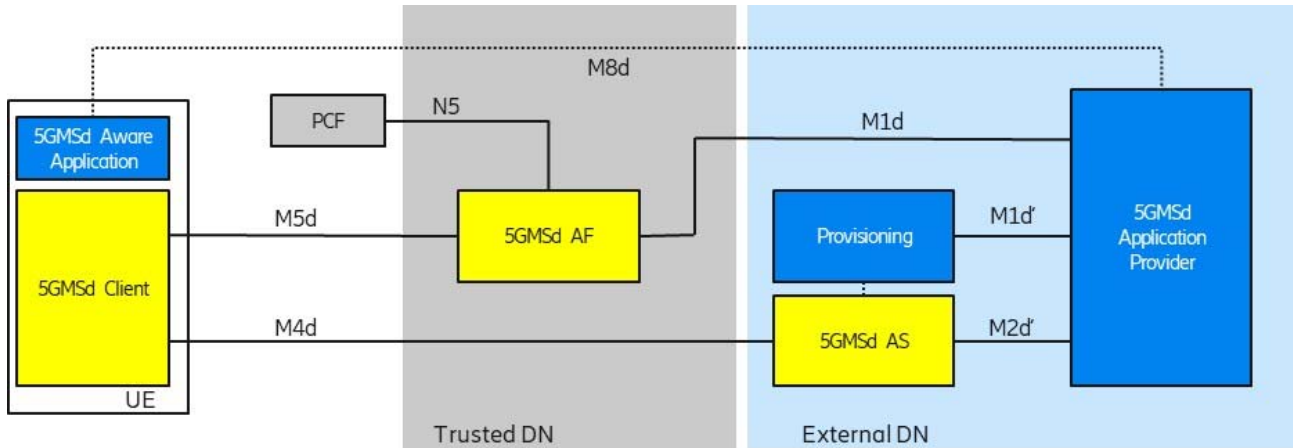 M8d
PCF
N5
M1d
5GMSd Aware
Application
M5d
5GMSd AF
Provisioning
M1d'
5GMSd
Application
Provider
5GMSd Client
M4d
5GMSd AS
M2d'
UE
Trusted DN
External DN